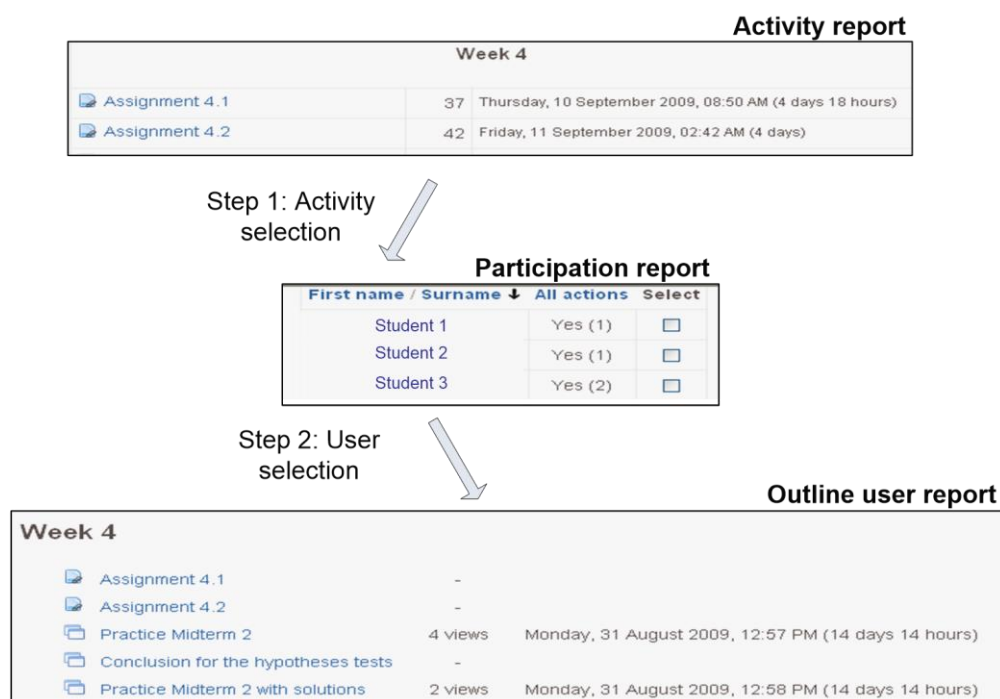 Activity report
Week 4
Assignment 4.1 37 Thursday, 10 September 2009, 08:50 AM (4 days 18 hours)
Assignment 4.2 42 Friday, 11 September 2009, 02:42 AM (4 days)
Step 1: Activity
selection
Participation report
First name / Surname ↓ All actions Select
Student 1 Yes (1)
Student 2 Yes (1)
Student 3 Yes (2)
Step 2: User
selection
Outline user report
Week 4
Assignment 4.1 -
Assignment 4.2 -
Practice Midterm 2 4 views Monday, 31 August 2009, 12:57 PM (14 days 14 hours)
Conclusion for the hypotheses tests -
Practice Midterm 2 with solutions 2 views Monday, 31 August 2009, 12:58 PM (14 days 14 hours)